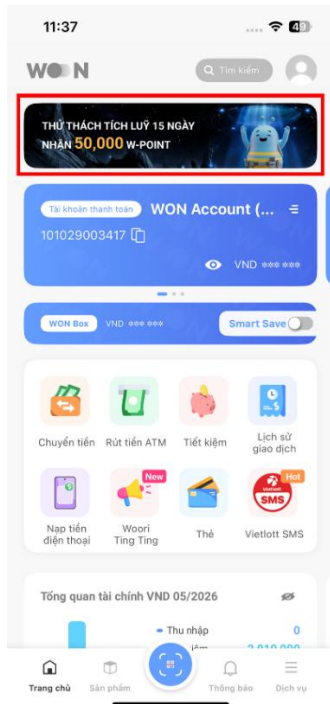 11:37
49
WON
Tìm kiếm
THỬ THÁCH TÍCH LUỸ 15 NGÀY
NHẬN 50,000 W-POINT
Tài khoản thanh toán WON Account (...
101029003417
VND *** ***
WON Box VND *** *** Smart Save
Chuyển tiền Rút tiền ATM Tiết kiệm Lịch sử
giao dịch
New
Hot
vietlott
SMS
Nạp tiền
điện thoại
Woori
Ting Ting
Thẻ Vietlott SMS
Tổng quan tài chính VND 05/2026
Thu nhập 0
Trang chủ Sản phẩm Thông báo Dịch vụ